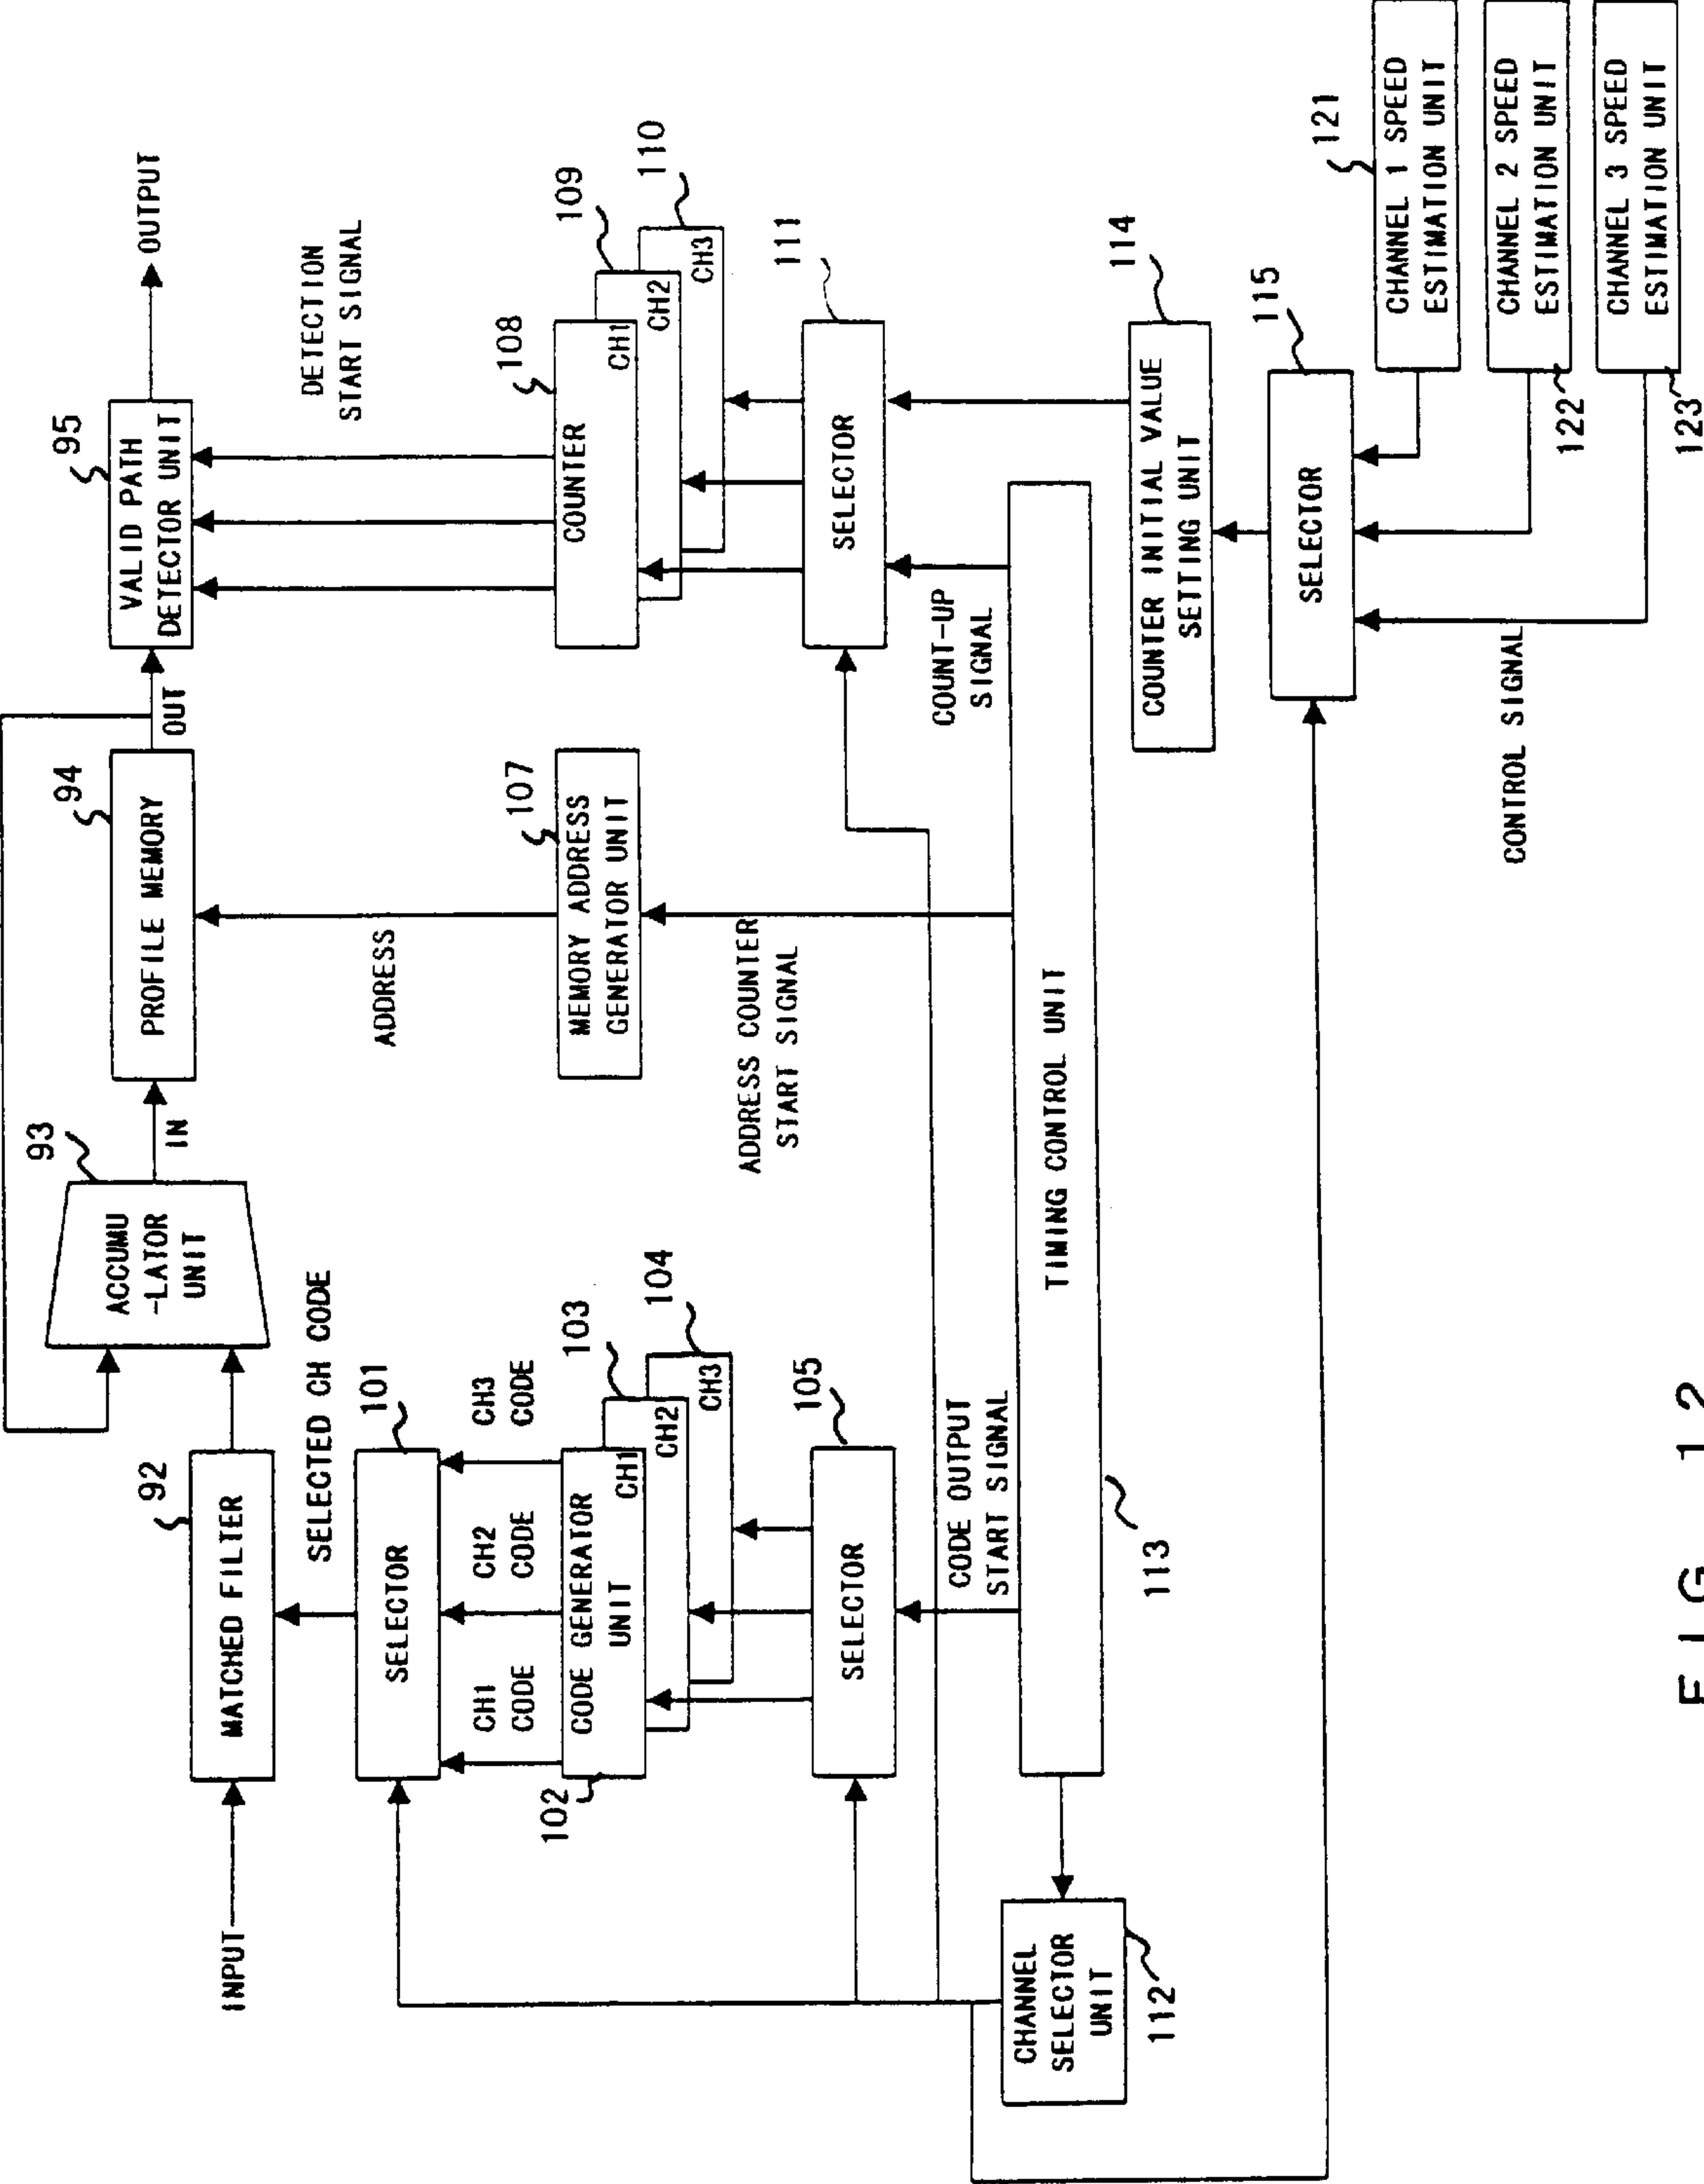 INPUT
92
MATCHED FILTER
93
ACCUMU
-LATOR
UNIT
IN
94
PROFILE MEMORY
OUT
95
VALID PATH
DETECTOR UNIT
OUTPUT
SELECTED CH CODE
101
SELECTOR
CH1
CODE
CH2
CODE
CH3
CODE
102
CODE GENERATOR
UNIT
CH1
103
CH2
104
CH3
105
SELECTOR
CODE OUTPUT
START SIGNAL
ADDRESS
107
MEMORY ADDRESS
GENERATOR UNIT
ADDRESS COUNTER
START SIGNAL
DETECTION
START SIGNAL
108
COUNTER
CH1
109
CH2
110
CH3
111
SELECTOR
COUNT-UP
SIGNAL
TIMING CONTROL UNIT
113
CHANNEL
SELECTOR
UNIT
112
114
COUNTER INITIAL VALUE
SETTING UNIT
115
SELECTOR
CONTROL SIGNAL
121
CHANNEL 1 SPEED
ESTIMATION UNIT
122
CHANNEL 2 SPEED
ESTIMATION UNIT
123
CHANNEL 3 SPEED
ESTIMATION UNIT
FIG. 12